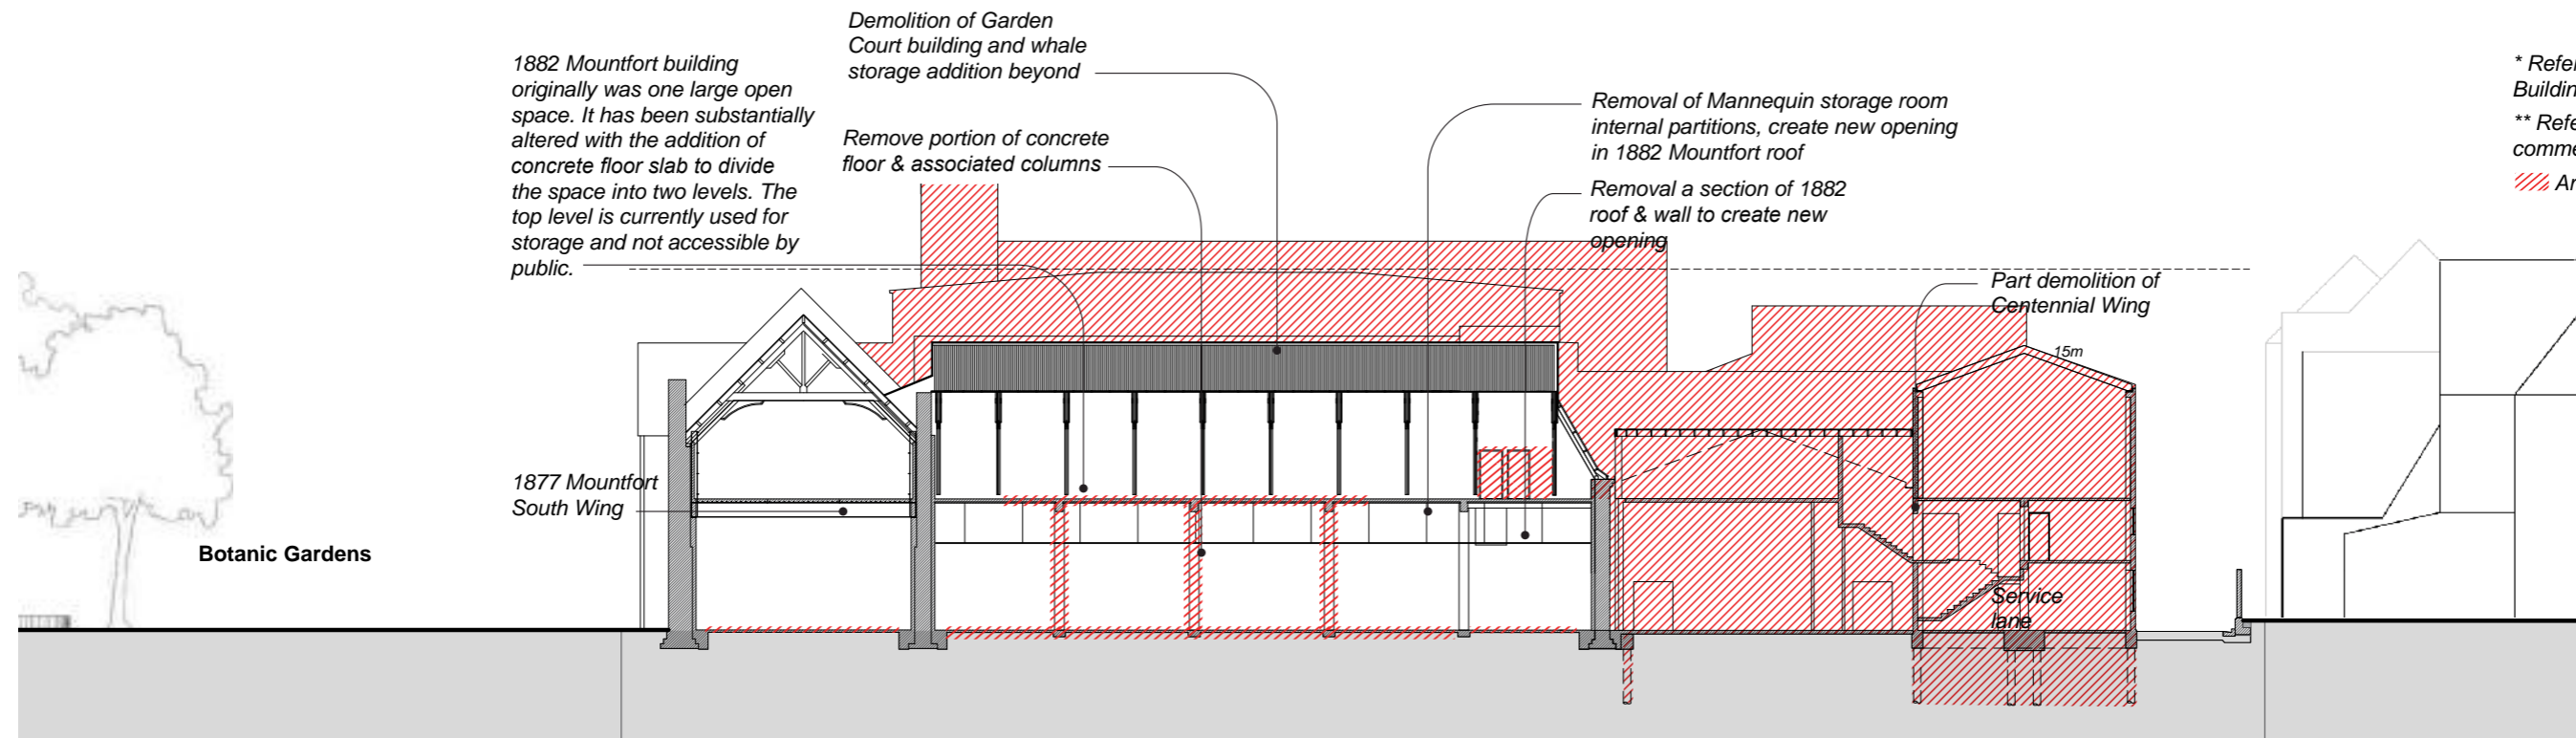 Demolition of Garden
Court building and whale
storage addition beyond
1882 Mountfort building
originally was one large open
space. It has been substantially
altered with the addition of
concrete floor slab to divide
the space into two levels. The
top level is currently used for
storage and not accessible by
public.
Remove portion of concrete
floor & associated columns
Removal of Mannequin storage room
internal partitions, create new opening
in 1882 Mountfort roof
Removal a section of 1882
roof & wall to create new
opening
* Refe
Buildin
** Refe
comme
Part demolition of
Centennial Wing
15m
1877 Mountfort
South Wing
Botanic Gardens
Service
lane